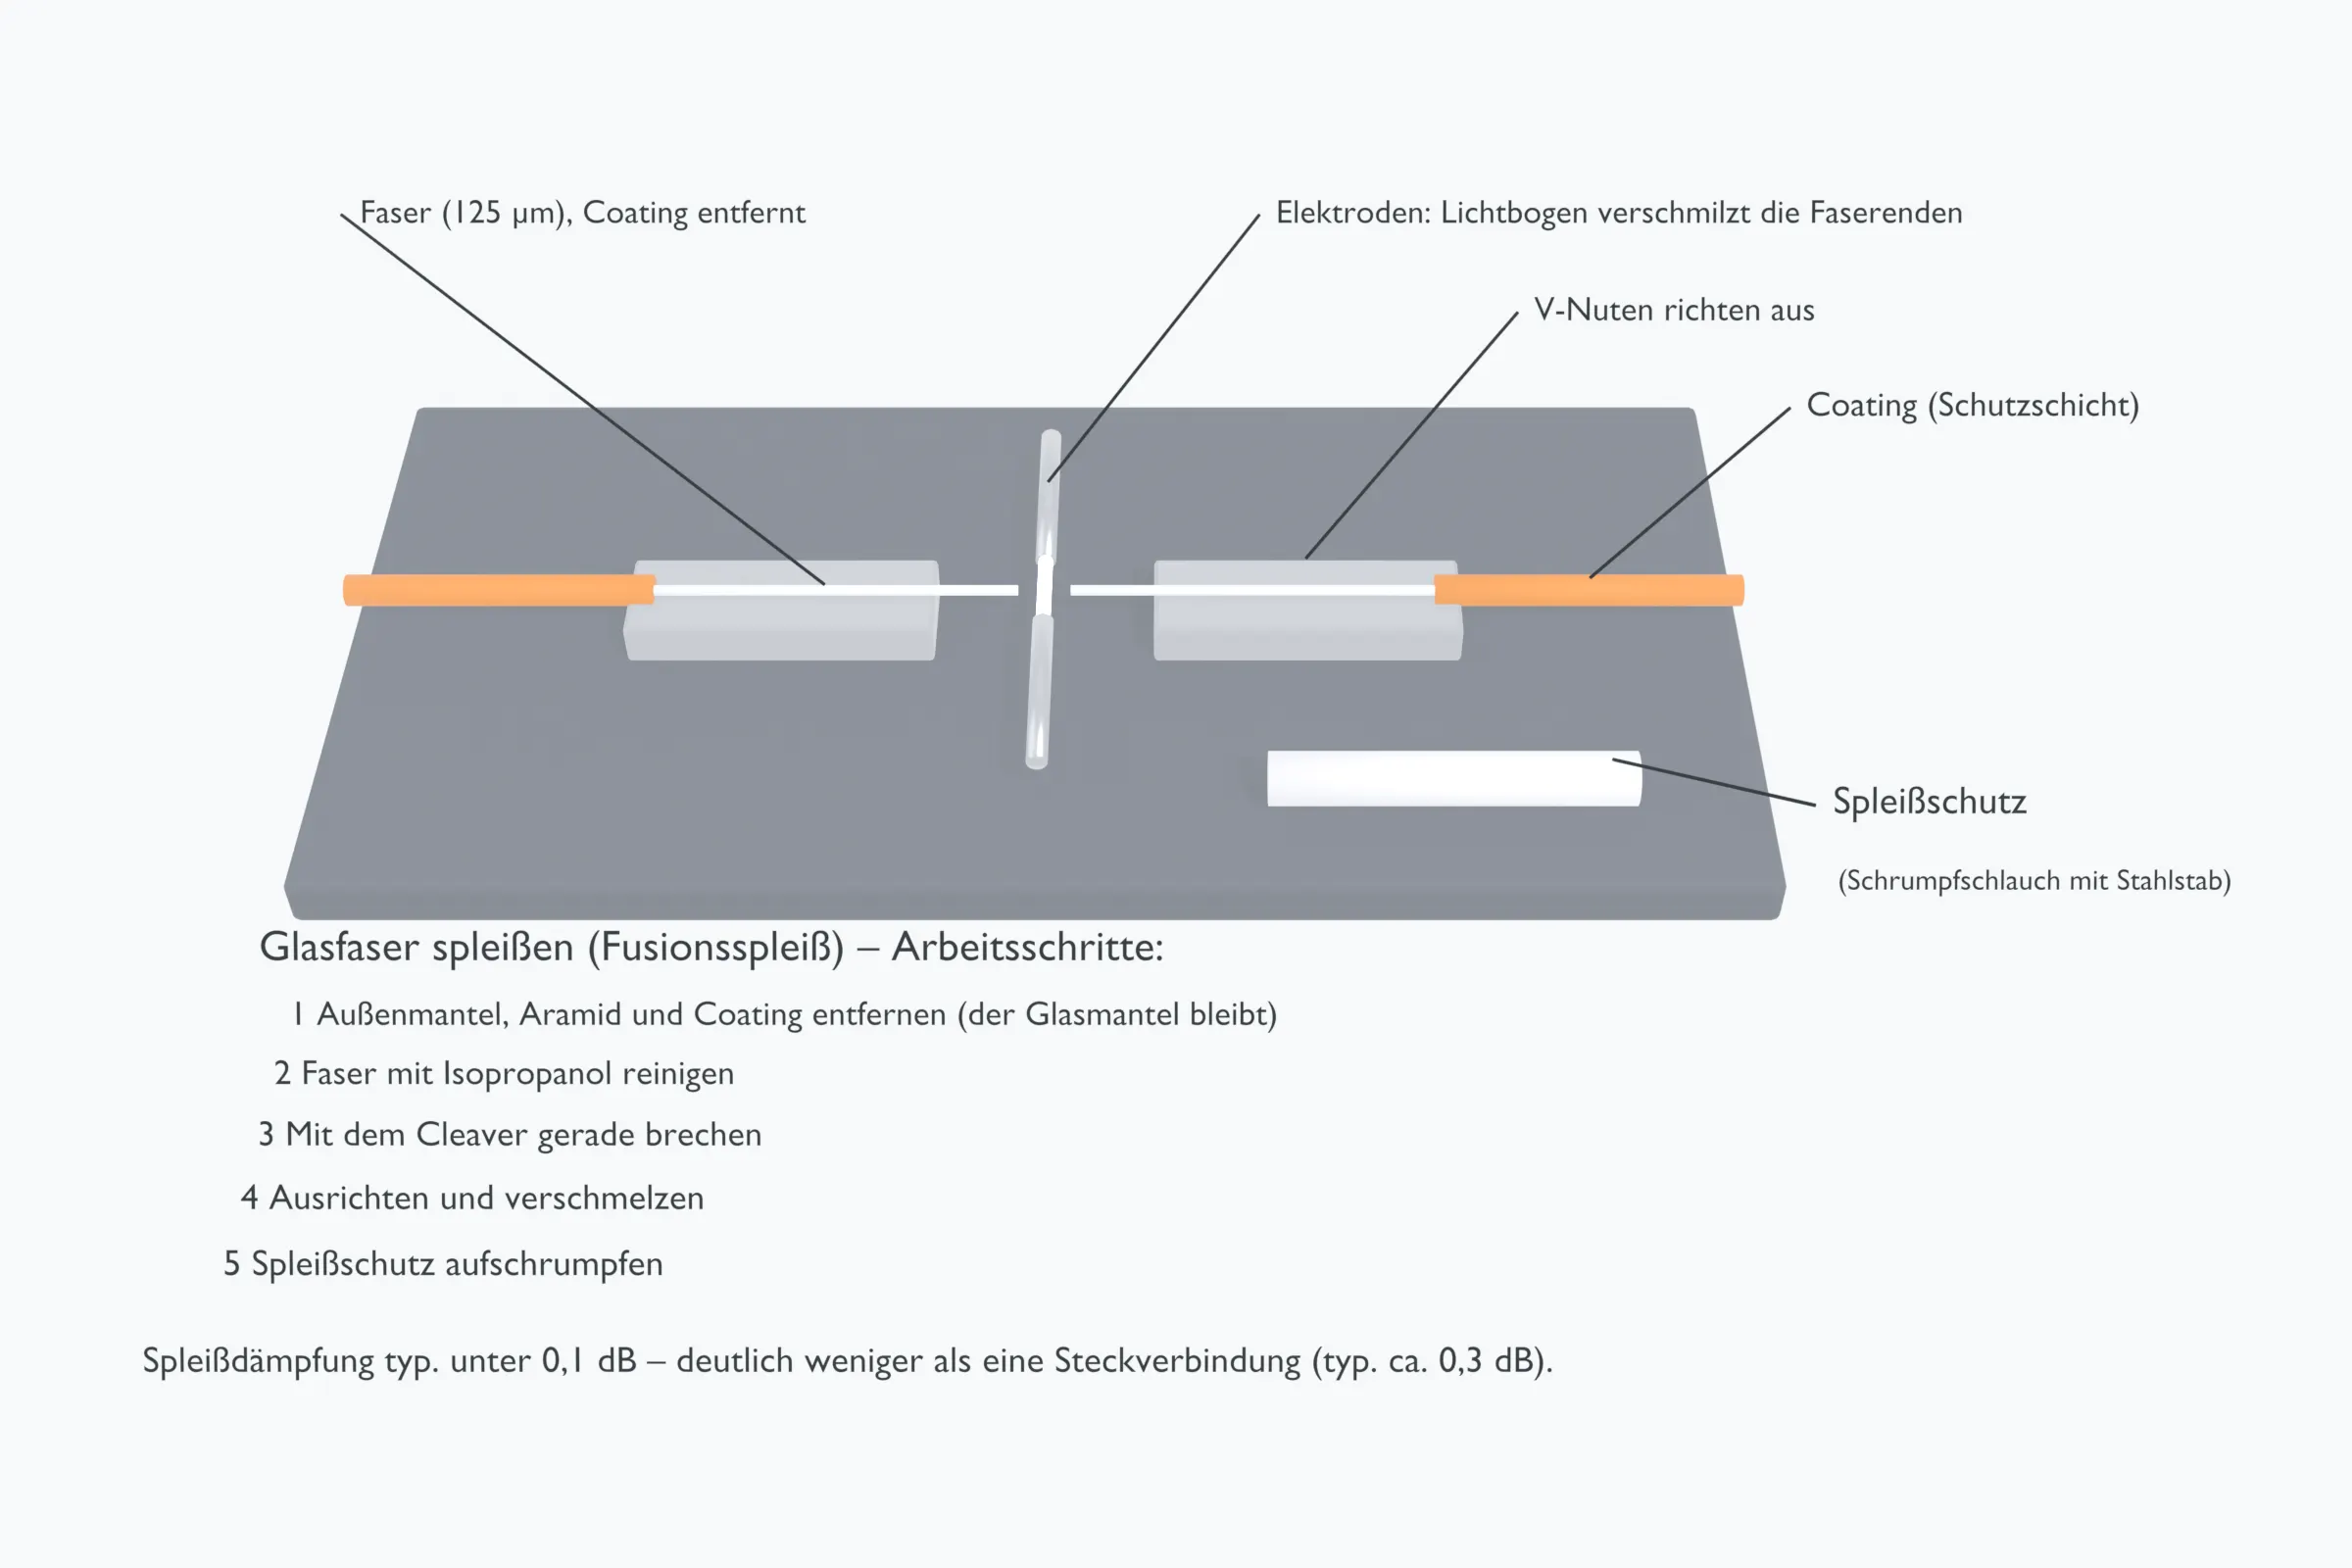 Faser (125 µm), Coating entfernt
Elektroden: Lichtbogen verschmilzt die Faserenden
V-Nuten richten aus
Coating (Schutzschicht)
Spleißschutz
(Schrumpfschlauch mit Stahlstab)
Glasfaser spleißen (Fusionsspleiß) – Arbeitsschritte:
1 Außenmantel, Aramid und Coating entfernen (der Glasmantel bleibt)
2 Faser mit Isopropanol reinigen
3 Mit dem Cleaver gerade brechen
4 Ausrichten und verschmelzen
5 Spleißschutz aufschrumpfen
Spleißdämpfung typ. unter 0,1 dB – deutlich weniger als eine Steckverbindung (typ. ca. 0,3 dB).